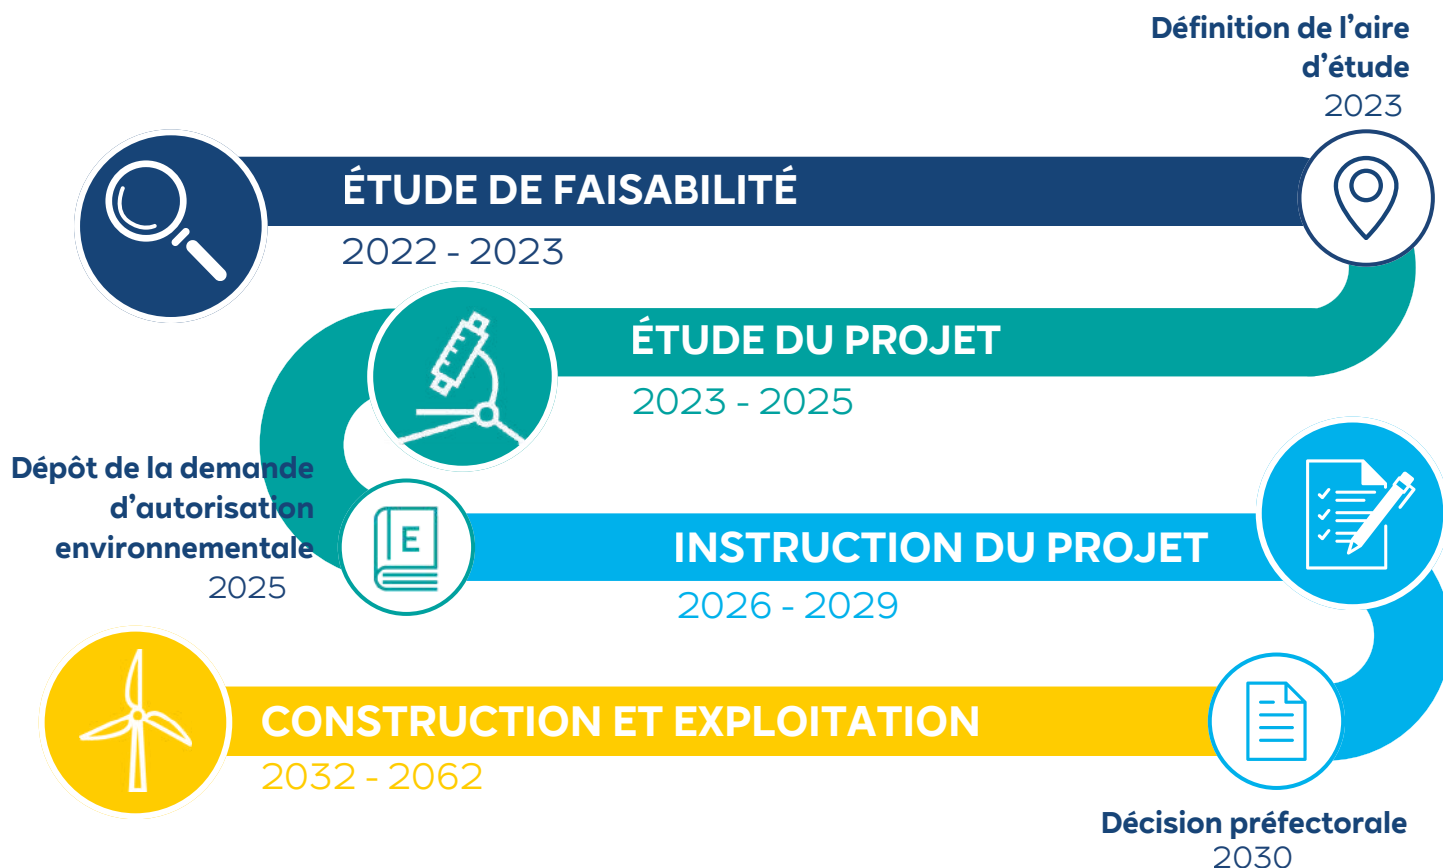 Définition de l'aire
d'étude
2023
ÉTUDE DE FAISABILITÉ
2022 - 2023
ÉTUDE DU PROJET
2023 - 2025
Dépôt de la demande
d'autorisation
environnementale
2025
E
INSTRUCTION DU PROJET
2026 - 2029
CONSTRUCTION ET EXPLOITATION
2032 - 2062
Décision préfectorale
2030